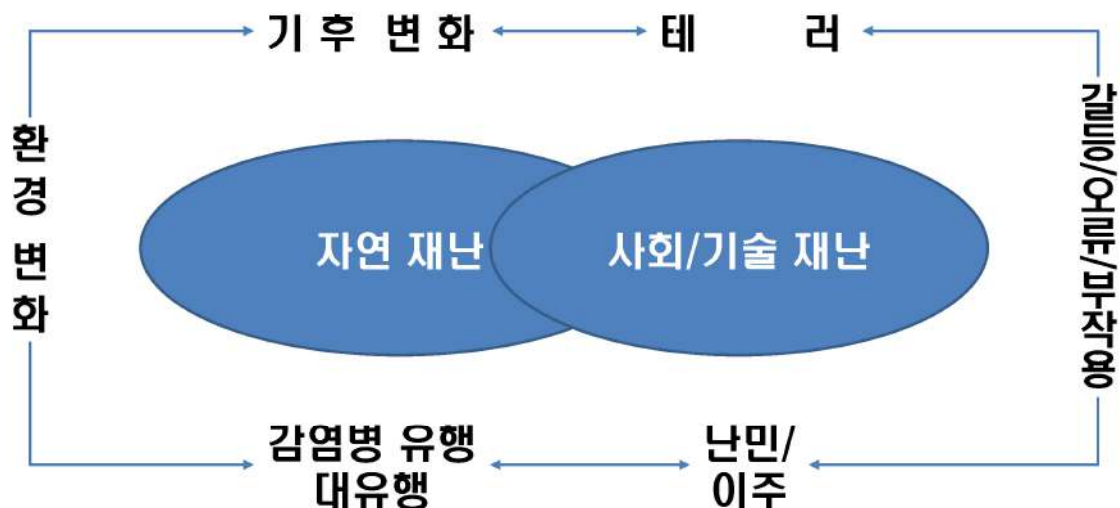 기 후 변 화
테 러
환 경 변 화
갈등/오류/부작용
자연 재난
사회/기술 재난
감염병 유행
대유행
난민/
이주